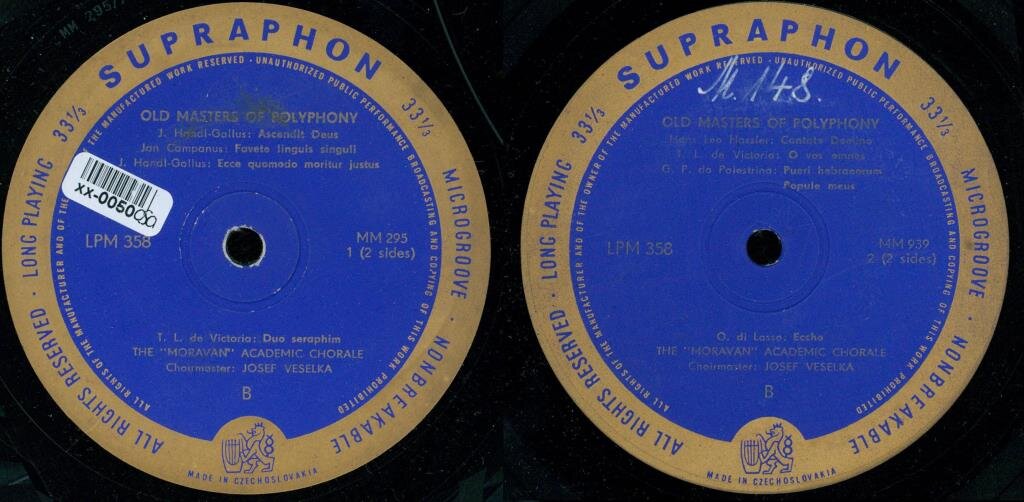 MM 295/
SUPRAPHON
33⅓ LONG PLAYING · ALL RIGHTS RESERVED
33⅓ MICROGROOVE · NONBREAKABLE
ALL RIGHTS OF THE MANUFACTURER AND OF THE
THE MANUFACTURED WORK RESERVED · UNAUTHORIZED PUBLIC PERFORMANCE BROADCASTING AND COPYING OF THIS WORK PROHIBITED
OLD MASTERS OF POLYPHONY
J. Handl-Gallus: Ascendit Deus
Jan Campanus: Favete linguis singuli
J. Handl-Gallus: Ecce quomodo moritur justus
xx-0050050
LPM 358
MM 295
1 (2 sides)
T. L. de Victoria: Duo seraphim
THE "MORAVAN" ACADEMIC CHORALE
Choirmaster: JOSEF VESELKA
B
MADE IN CZECHOSLOVAKIA
SUPRAPHON
33⅓ LONG PLAYING · ALL RIGHTS RESERVED
33⅓ MICROGROOVE · NONBREAKABLE
ALL RIGHTS OF THE MANUFACTURER AND OF THE OWNER OF THE MANUFACTURED WORK RESERVED · UNAUTHORIZED PUBLIC PERFORMANCE BROADCASTING AND COPYING OF THIS WORK PROHIBITED
M.148.
OLD MASTERS OF POLYPHONY
Hans Leo Hassler: Cantate Domino
T. L. de Victoria: O vos omnes
G. P. da Palestrina: Pueri hebraeorum
Popule meus
LPM 358
MM 939
2 (2 sides)
O. di Lasso: Eccho
THE "MORAVAN" ACADEMIC CHORALE
Choirmaster: JOSEF VESELKA
B
MADE IN CZECHOSLOVAKIA